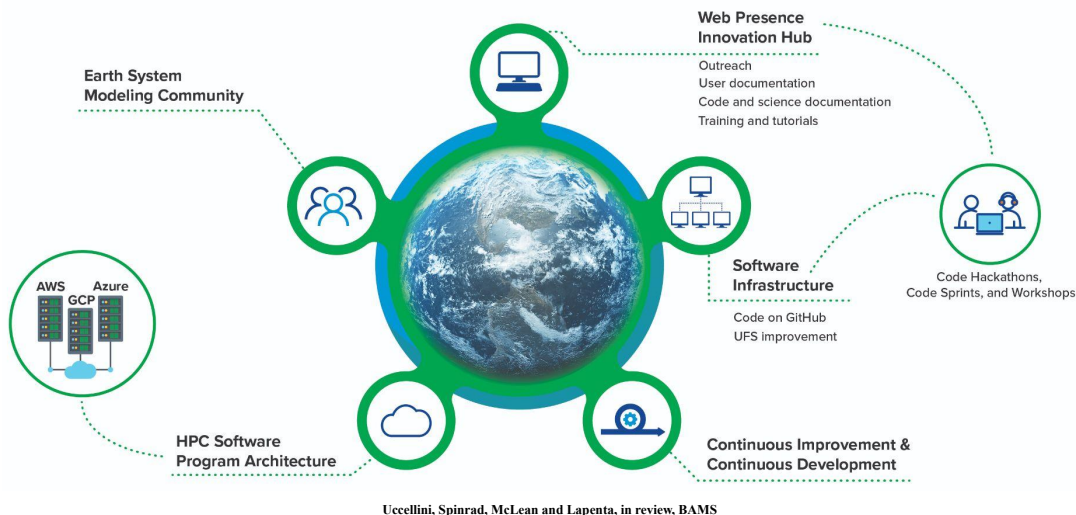 Web Presence
Innovation Hub
Outreach
User documentation
Code and science documentation
Training and tutorials
Earth System
Modeling Community
Software
Infrastructure
Code on GitHub
UFS improvement
Code Hackathons,
Code Sprints, and Workshops
AWS
GCP
Azure
HPC Software
Program Architecture
Continuous Improvement &
Continuous Development
Uccellini, Spinrad, McLean and Lapenta, in review, BAMS